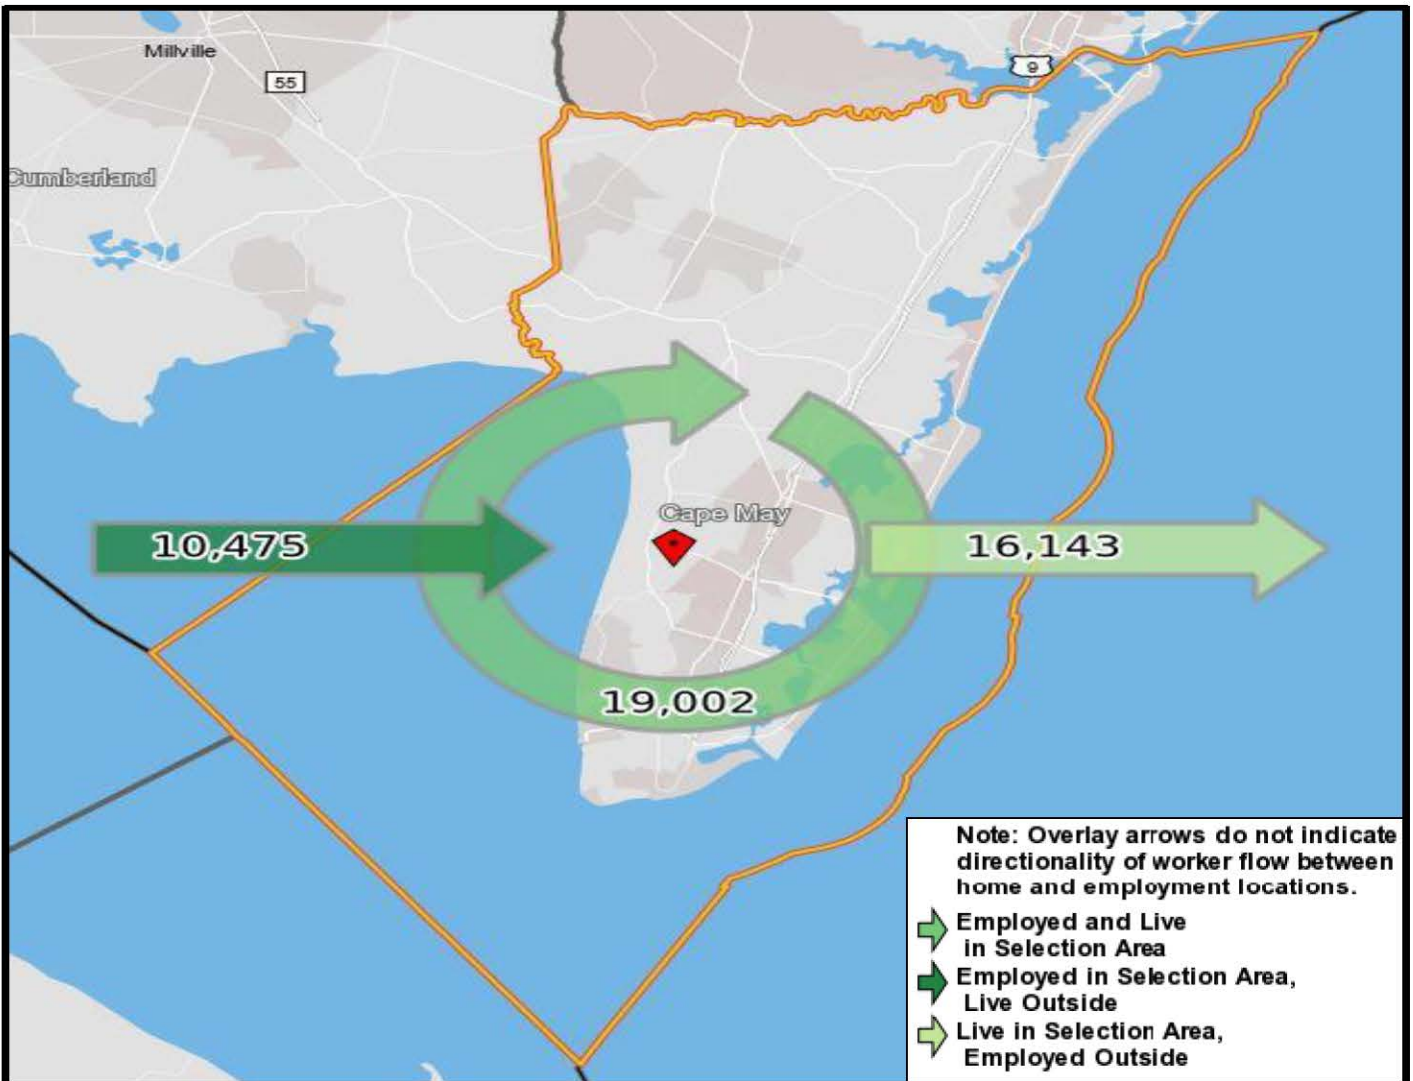 Millville
55
9
Cumberland
Cape May
10,475
16,143
19,002
Note: Overlay arrows do not indicate
directionality of worker flow between
home and employment locations.
Employed and Live
in Selection Area
Employed in Selection Area,
Live Outside
Live in Selection Area,
Employed Outside